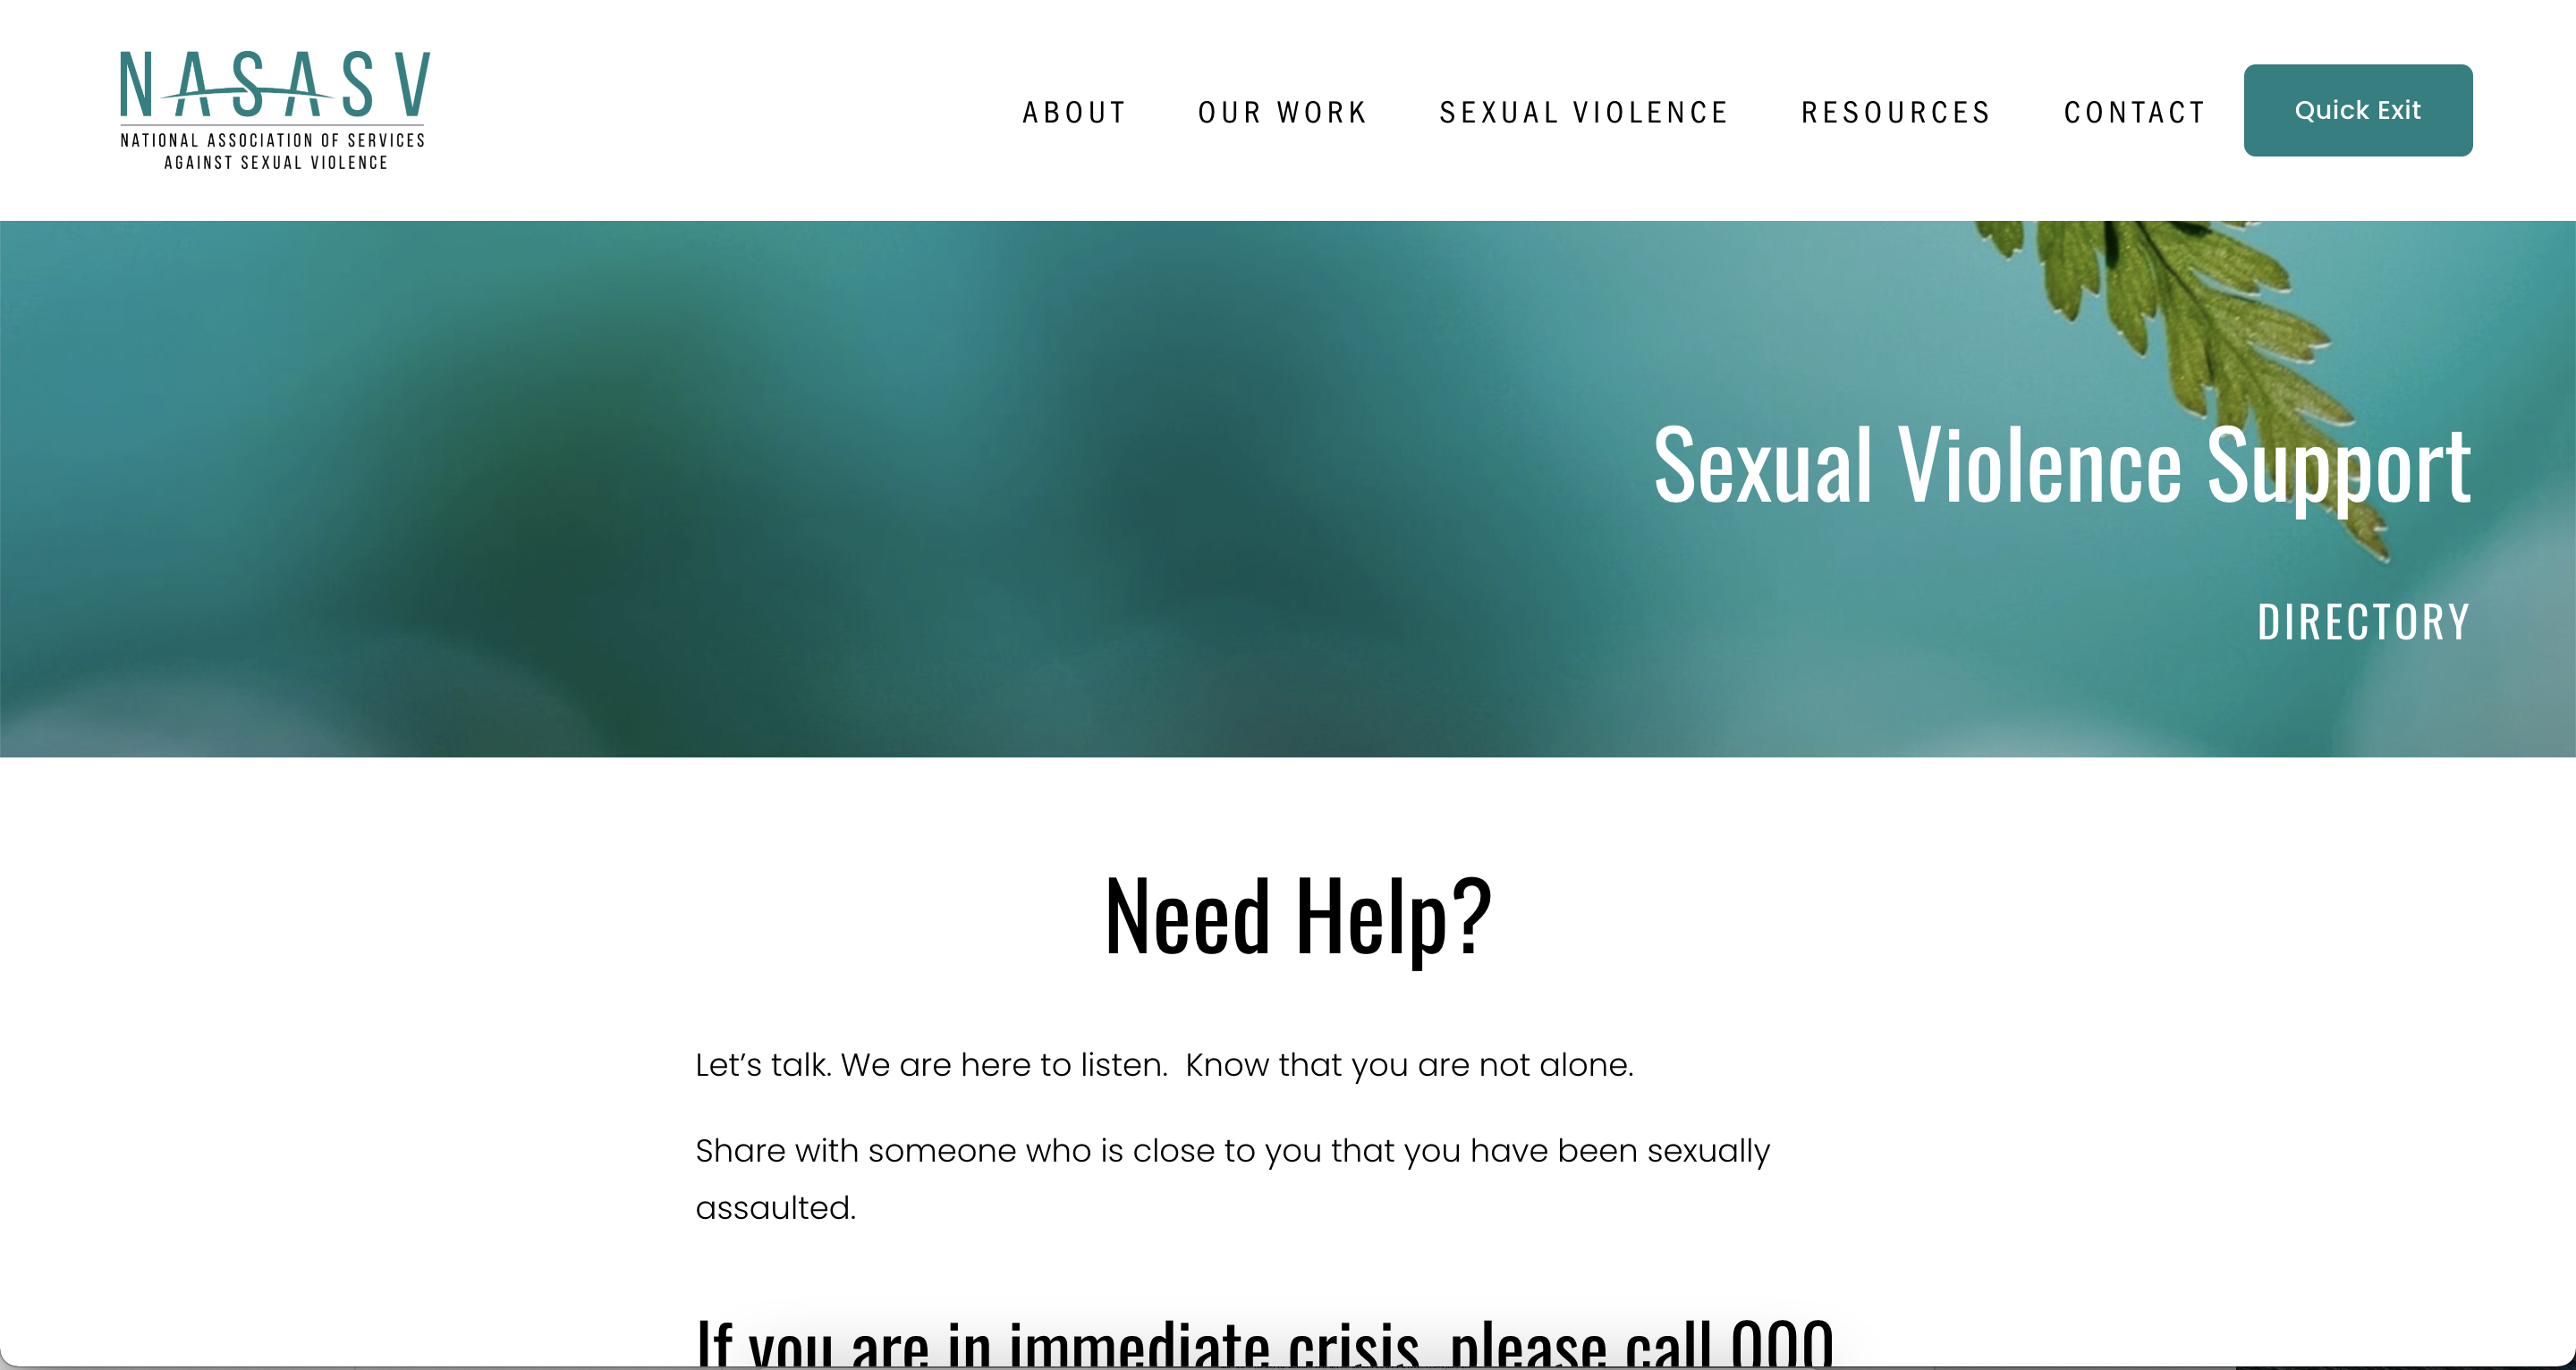 NASASV
NATIONAL ASSOCIATION OF SERVICES
AGAINST SEXUAL VIOLENCE
ABOUT OUR WORK SEXUAL VIOLENCE RESOURCES CONTACT Quick Exit
Sexual Violence Support
DIRECTORY
Need Help?
Let’s talk. We are here to listen.  Know that you are not alone.
Share with someone who is close to you that you have been sexually
assaulted.
If you are in immediate crisis, please call 000